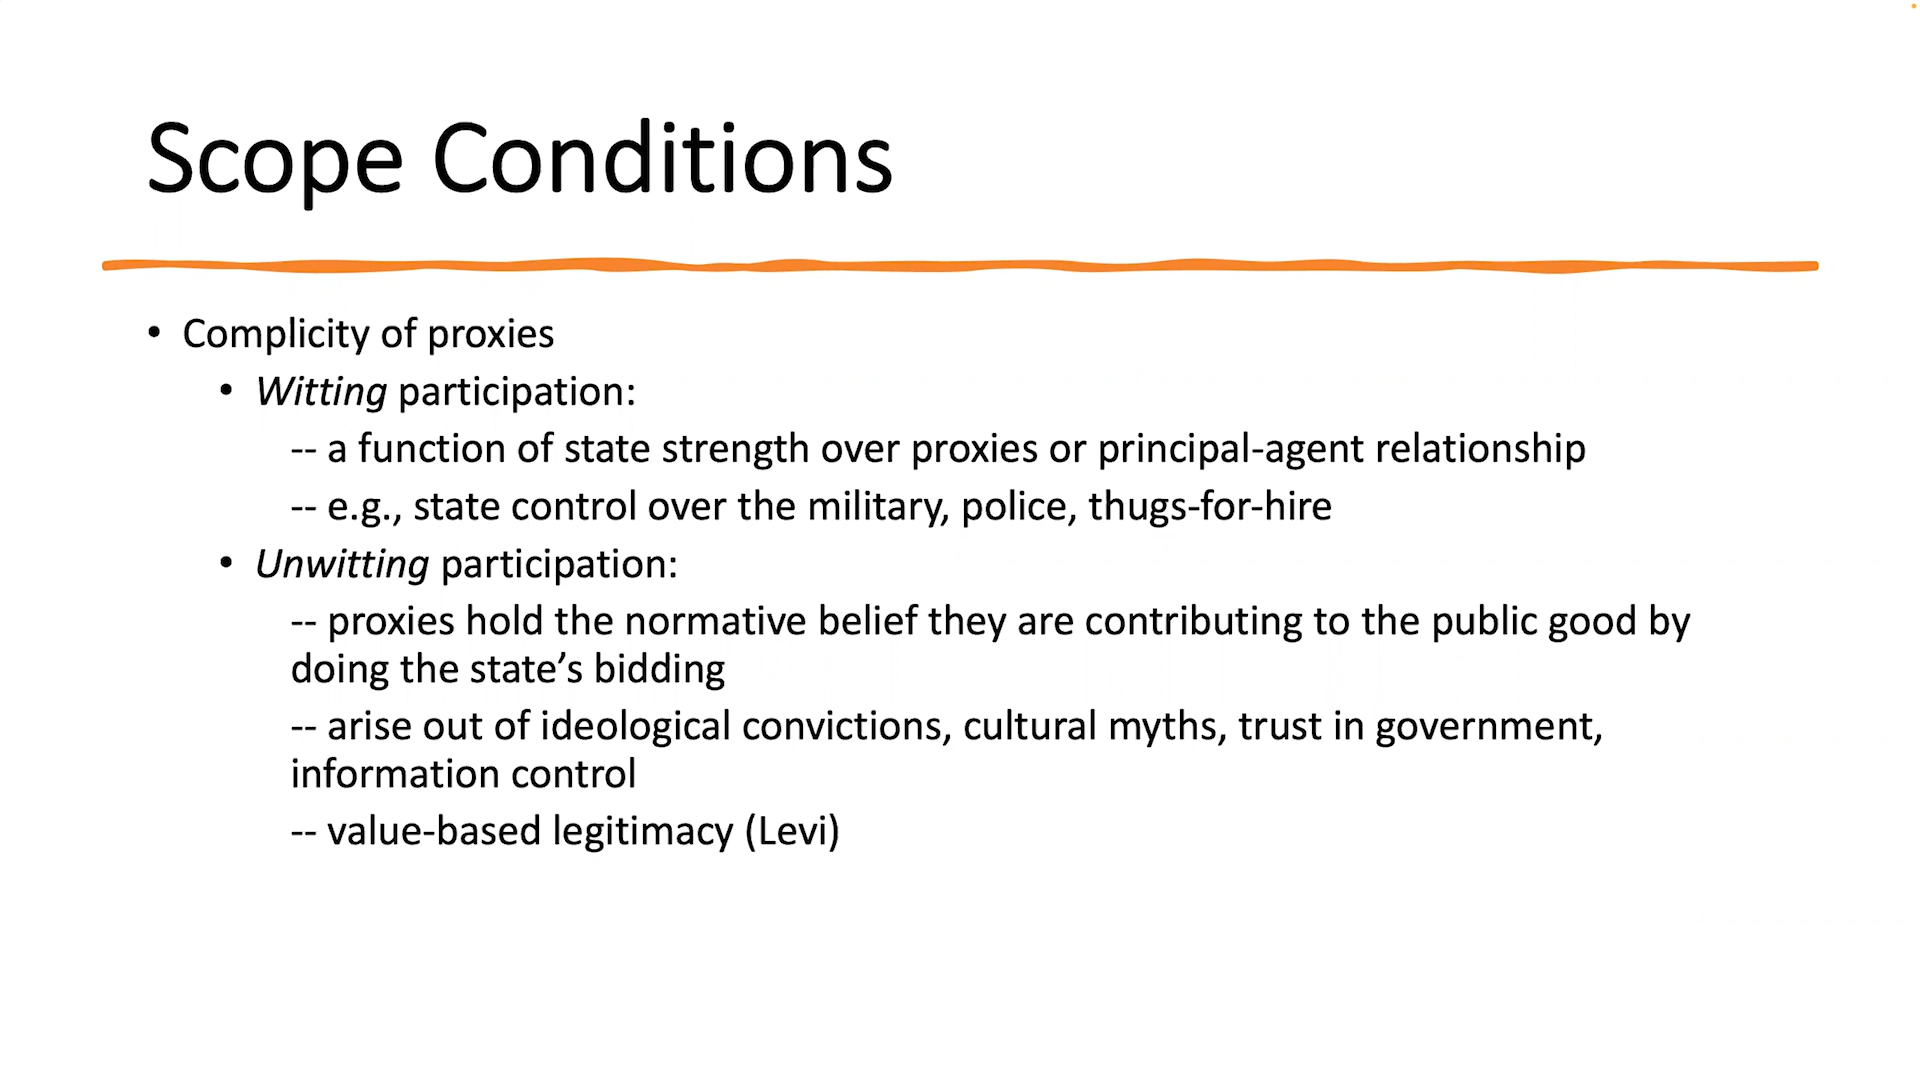 Scope Conditions
• Complicity of proxies
• Witting participation:
-- a function of state strength over proxies or principal-agent relationship
-- e.g., state control over the military, police, thugs-for-hire
• Unwitting participation:
-- proxies hold the normative belief they are contributing to the public good by
doing the state’s bidding
-- arise out of ideological convictions, cultural myths, trust in government,
information control
-- value-based legitimacy (Levi)